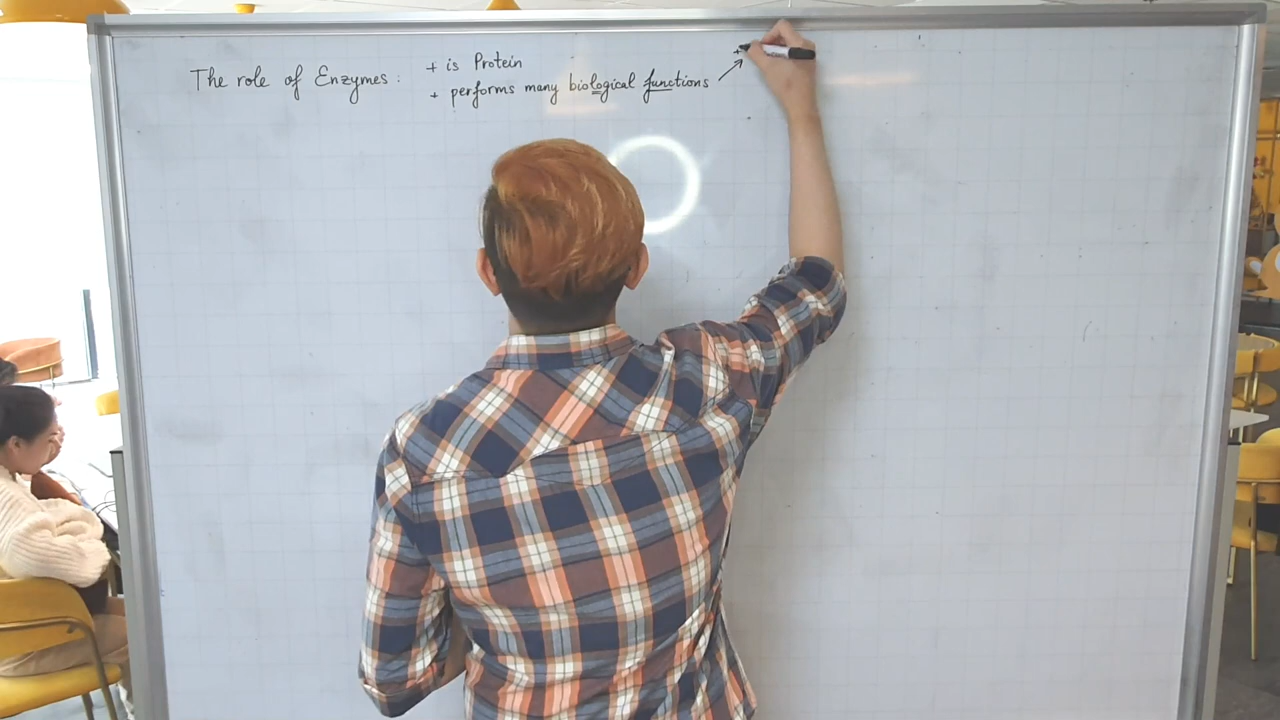 The role of Enzymes : + is Protein
+ performs many biological functions
+